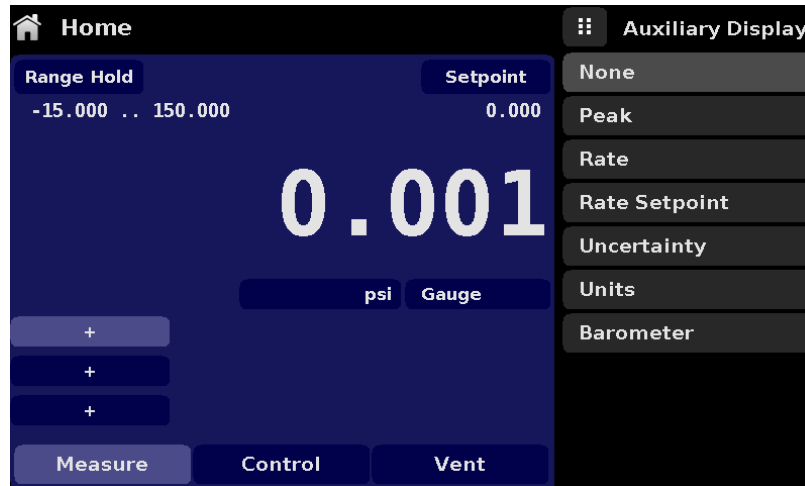 Home
Range Hold Setpoint
-15.000 .. 150.000 0.000
0.001
psi Gauge
+
+
+
Measure Control Vent
Auxiliary Display
None
Peak
Rate
Rate Setpoint
Uncertainty
Units
Barometer